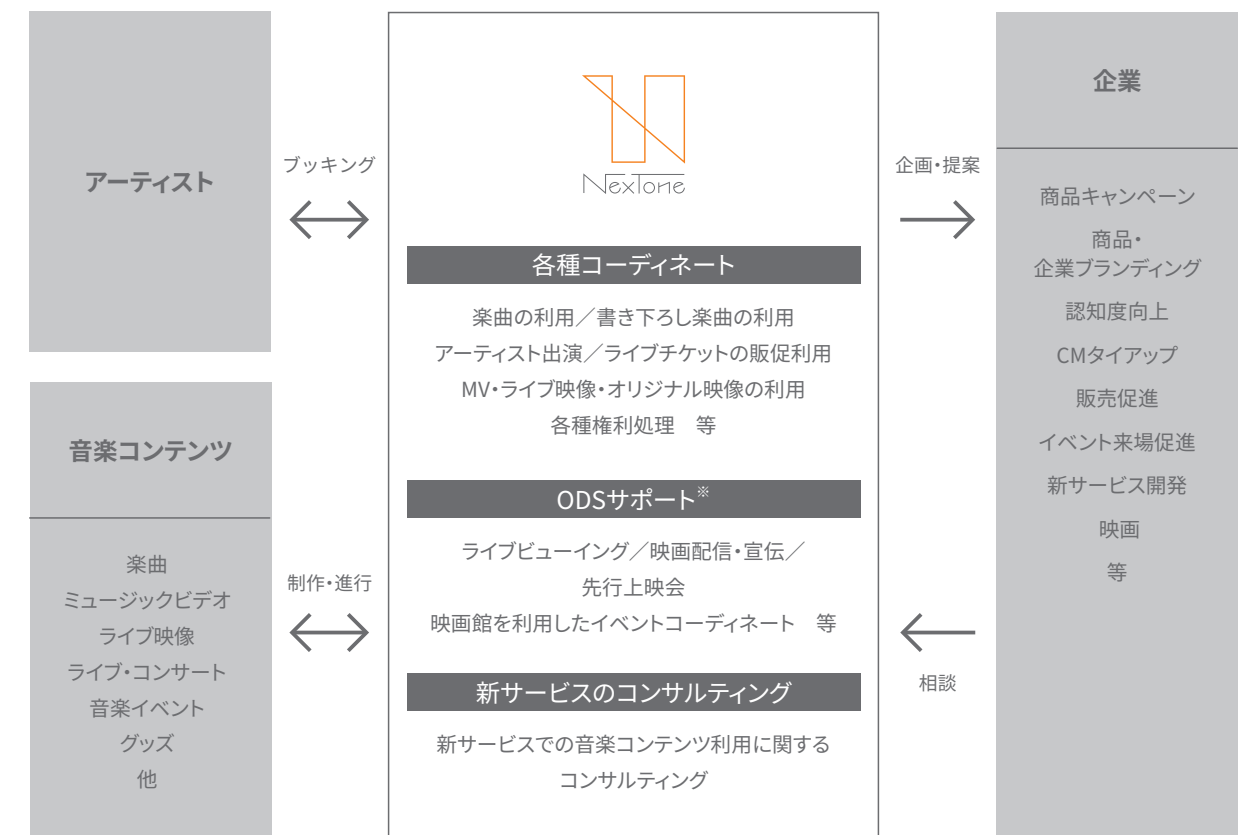 アーティスト
音楽コンテンツ
楽曲
ミュージックビデオ
ライブ映像
ライブ・コンサート
音楽イベント
グッズ
他
ブッキング
制作・進行
NexTone
各種コーディネート
楽曲の利用／書き下ろし楽曲の利用
アーティスト出演／ライブチケットの販促利用
MV・ライブ映像・オリジナル映像の利用
各種権利処理　等
ODSサポート※
ライブビューイング／映画配信・宣伝／
先行上映会
映画館を利用したイベントコーディネート　等
新サービスのコンサルティング
新サービスでの音楽コンテンツ利用に関する
コンサルティング
企画・提案
相談
企業
商品キャンペーン
商品・
企業ブランディング
認知度向上
CMタイアップ
販売促進
イベント来場促進
新サービス開発
映画
等